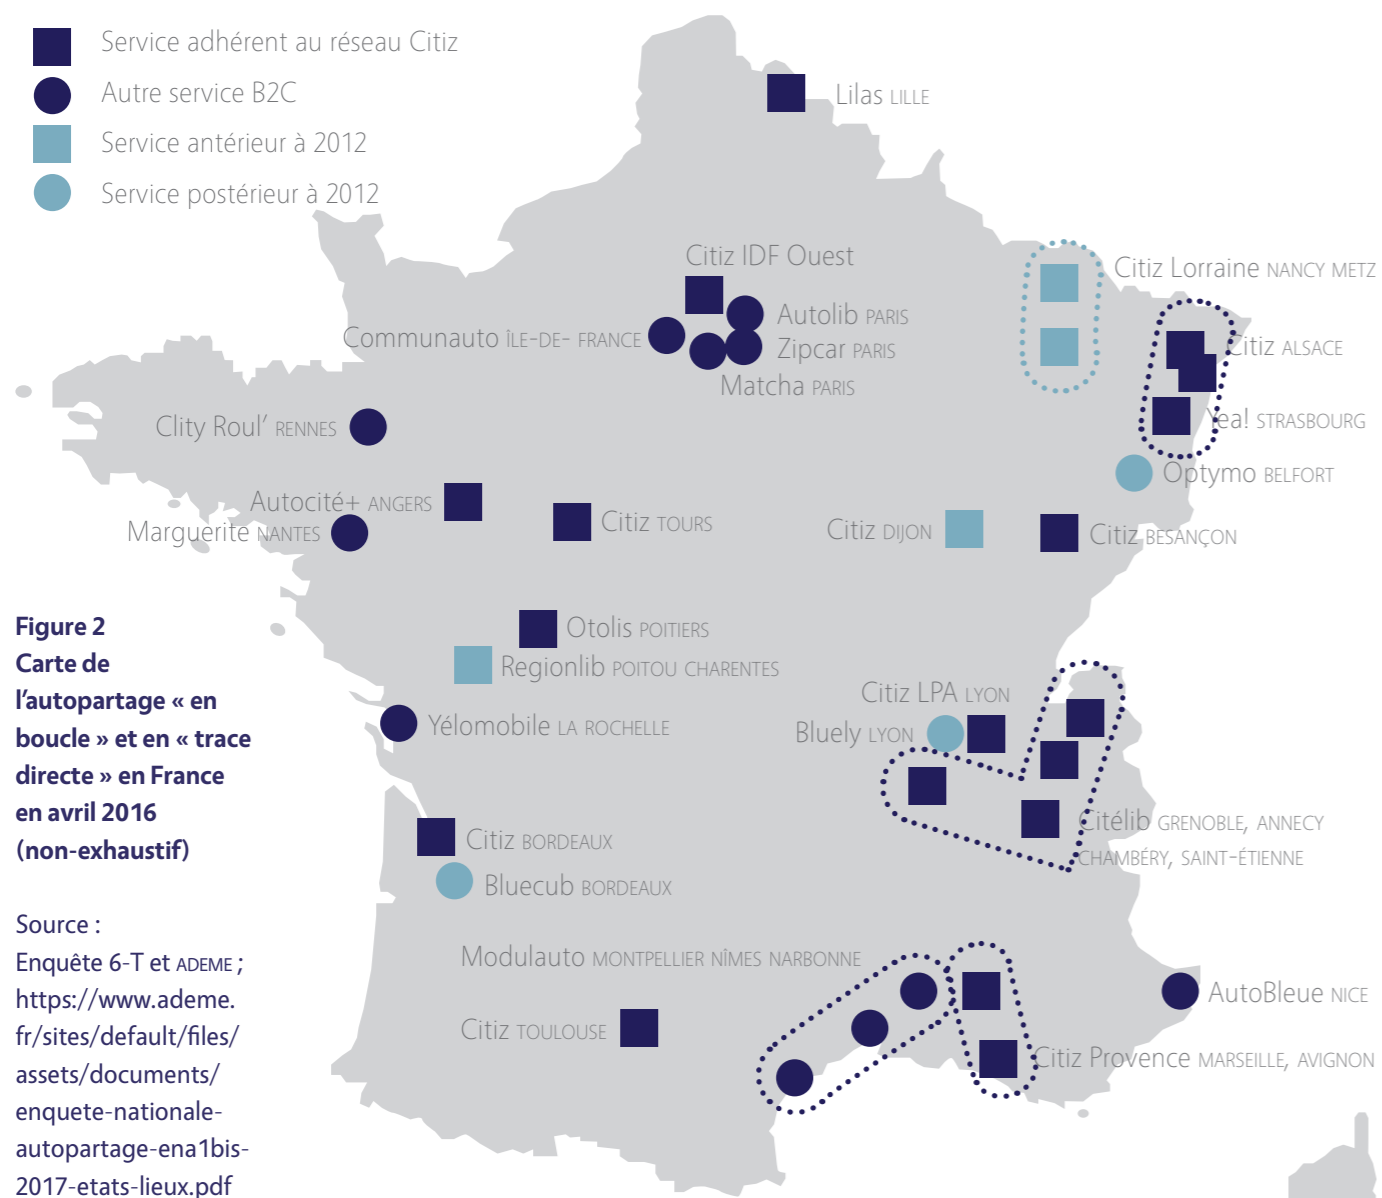 Service adhérent au réseau Citiz
Autre service B2C
Service antérieur à 2012
Service postérieur à 2012
Lilas LILLE
Citiz IDF Ouest
Citiz Lorraine NANCY METZ
Autolib PARIS
Communauto ÎLE-DE- FRANCE
Zipcar PARIS
Citiz ALSACE
Matcha PARIS
Clity Roul’ RENNES
Yea! STRASBOURG
Optymo BELFORT
Autocité+ ANGERS
Citiz TOURS
Marguerite NANTES
Citiz DIJON
Citiz BESANÇON
Otolis POITIERS
Regionlib POITOU CHARENTES
Citiz LPA LYON
Yélomobile LA ROCHELLE
Bluely LYON
Citélib GRENOBLE, ANNECY
CHAMBÉRY, SAINT-ÉTIENNE
Citiz BORDEAUX
Bluecub BORDEAUX
Modulauto MONTPELLIER NÎMES NARBONNE
AutoBleue NICE
Citiz TOULOUSE
Citiz Provence MARSEILLE, AVIGNON
Figure 2
Carte de
l’autopartage « en
boucle » et en « trace
directe » en France
en avril 2016
(non-exhaustif)
Source :
Enquête 6-T et ADEME ;
https://www.ademe.
fr/sites/default/files/
assets/documents/
enquete-nationale-
autopartage-ena1bis-
2017-etats-lieux.pdf